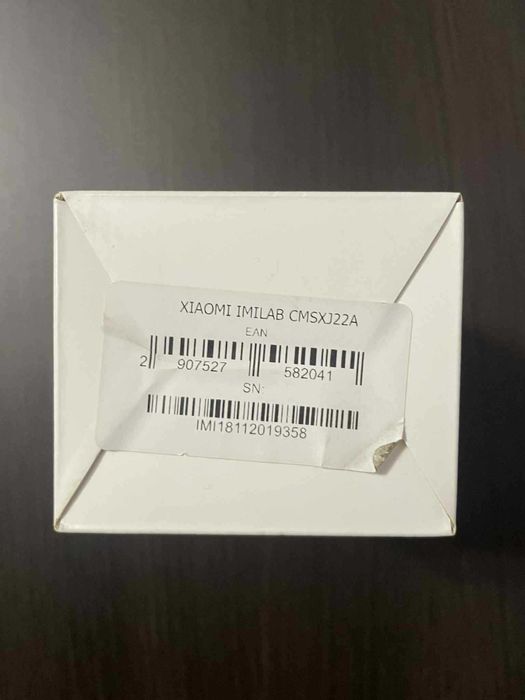 XIAOMI IMILAB CMSXJ22A
EAN
2 907527 582041
SN:
IMI18112019358